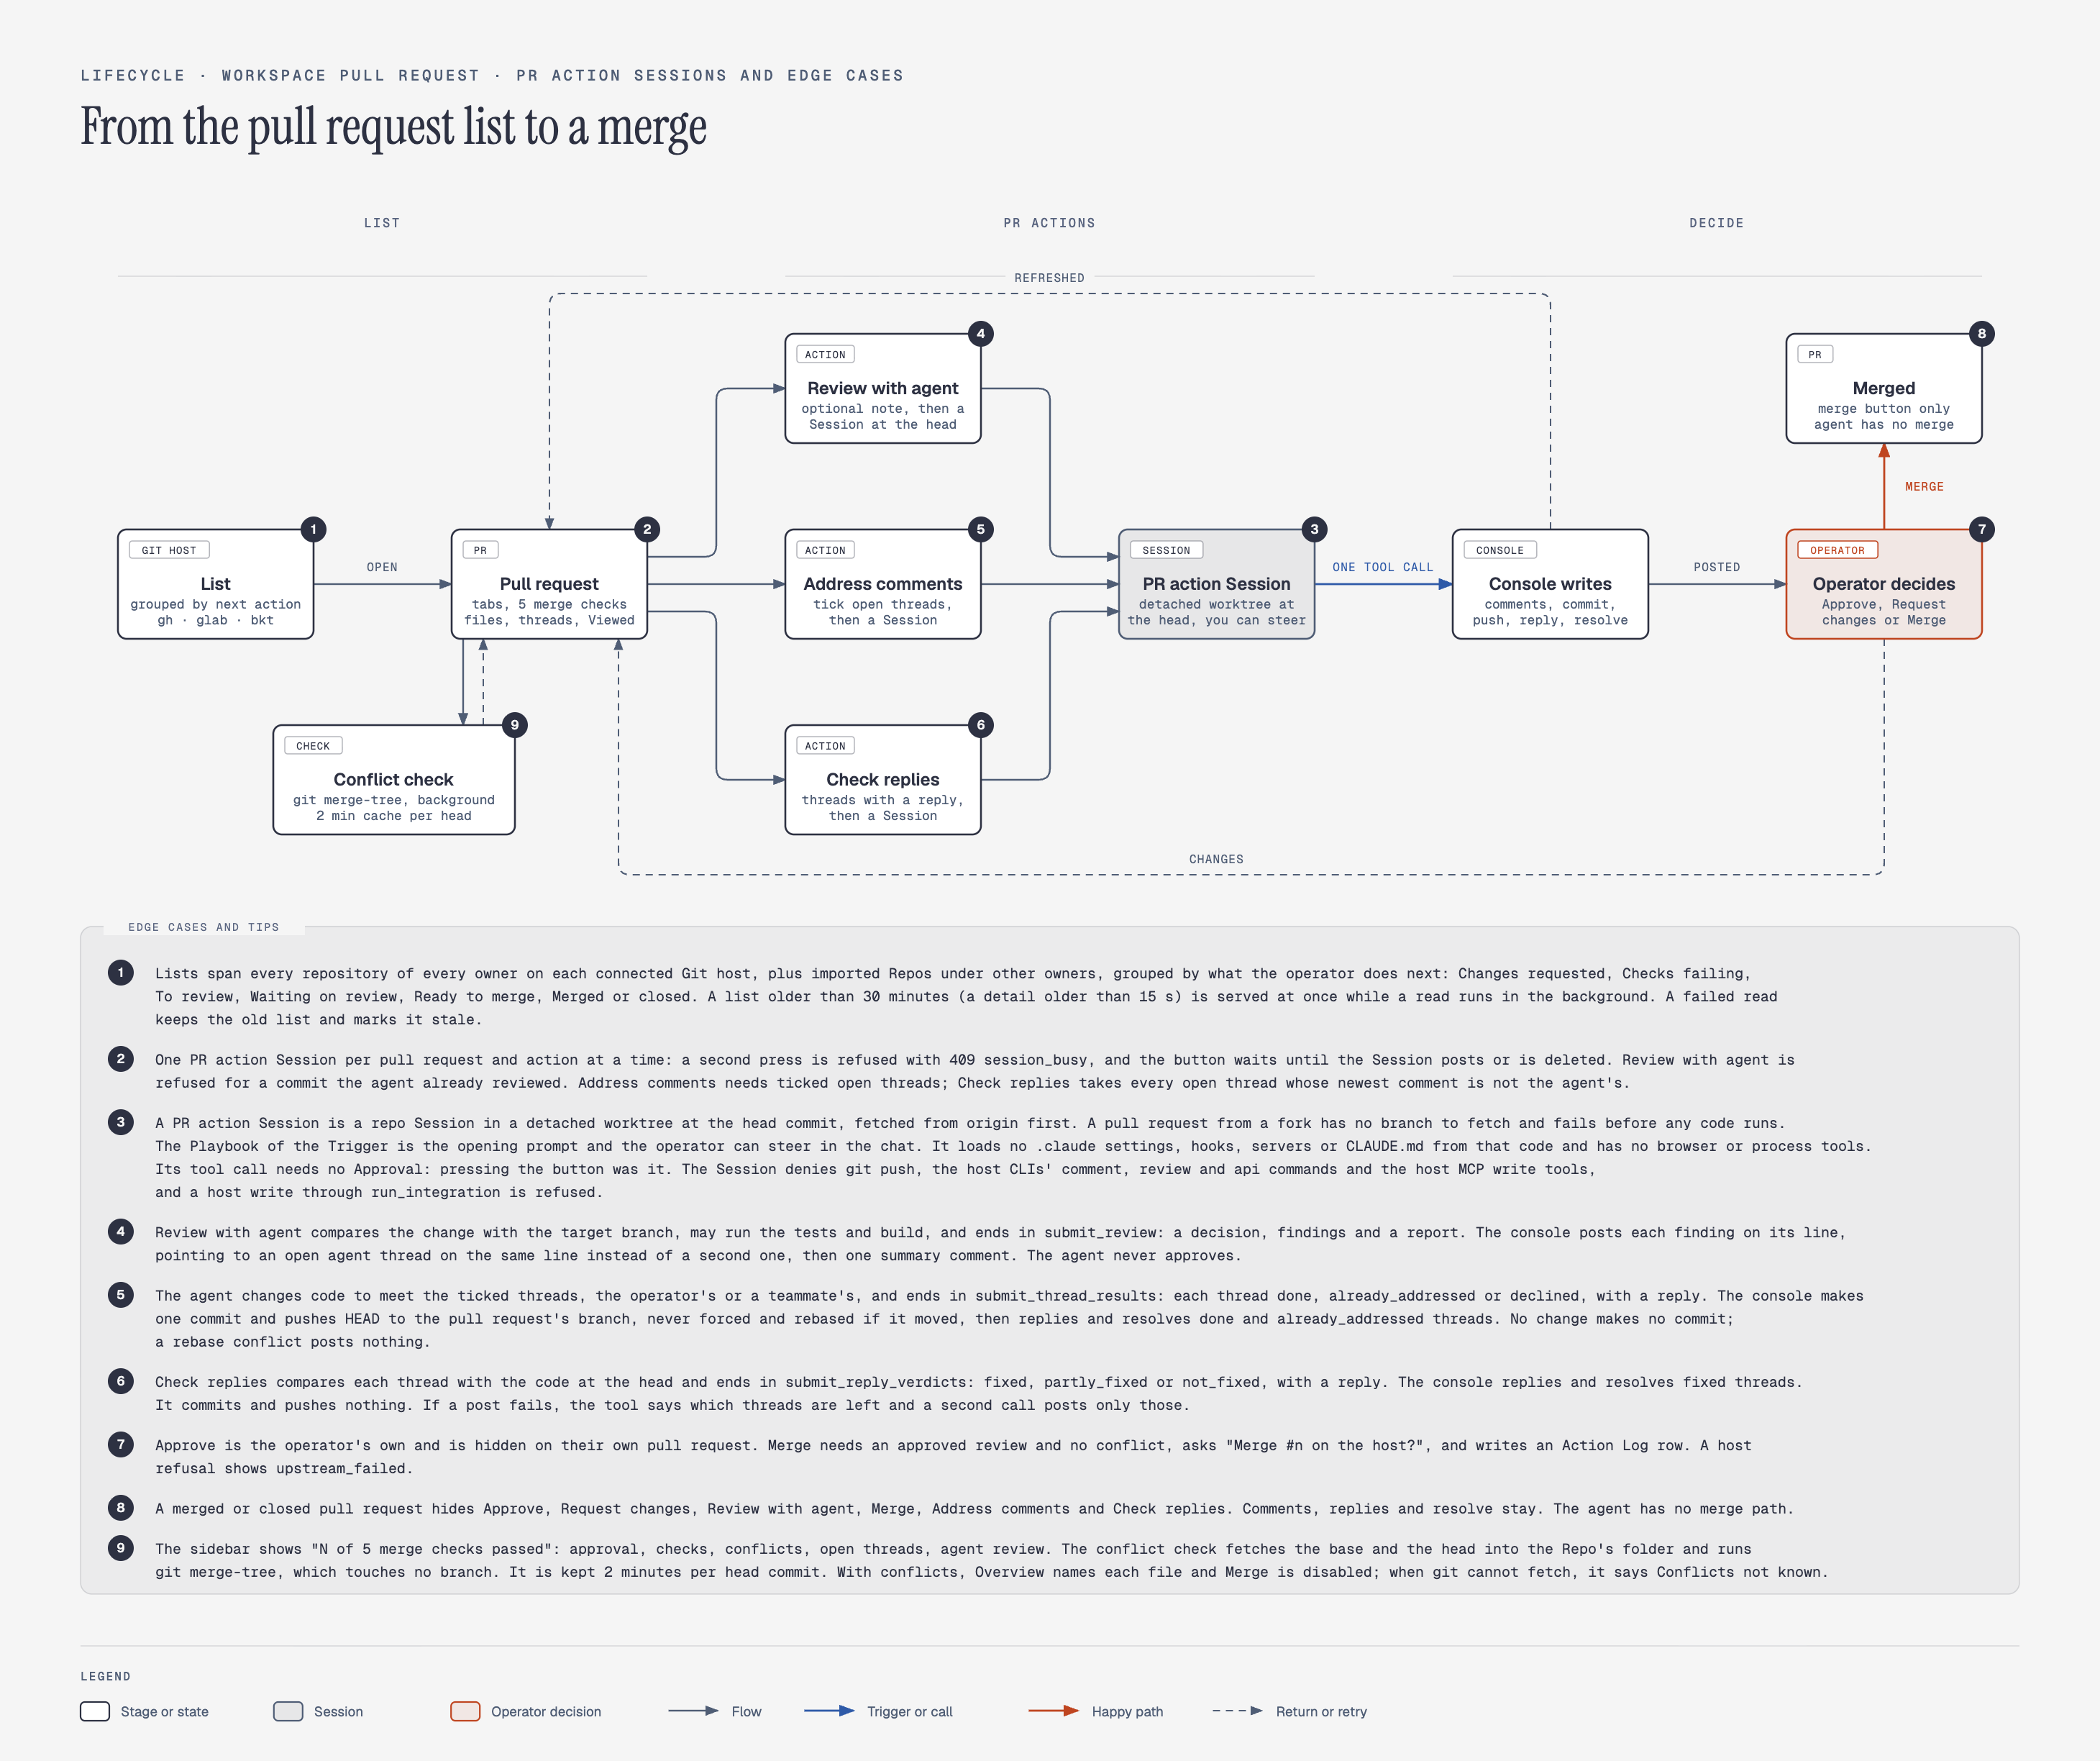 LIFECYCLE · WORKSPACE PULL REQUEST · PR ACTION SESSIONS AND EDGE CASES
From the pull request list to a merge
LIST
PR ACTIONS
DECIDE
REFRESHED
4
ACTION
Review with agent
optional note, then a
Session at the head
8
PR
Merged
merge button only
agent has no merge
MERGE
1
GIT HOST
List
grouped by next action
gh · glab · bkt
OPEN
2
PR
Pull request
tabs, 5 merge checks
files, threads, Viewed
5
ACTION
Address comments
tick open threads,
then a Session
3
SESSION
PR action Session
detached worktree at
the head, you can steer
ONE TOOL CALL
CONSOLE
Console writes
comments, commit,
push, reply, resolve
POSTED
7
OPERATOR
Operator decides
Approve, Request
changes or Merge
9
CHECK
Conflict check
git merge-tree, background
2 min cache per head
6
ACTION
Check replies
threads with a reply,
then a Session
CHANGES
EDGE CASES AND TIPS
1
Lists span every repository of every owner on each connected Git host, plus imported Repos under other owners, grouped by what the operator does next: Changes requested, Checks failing,
To review, Waiting on review, Ready to merge, Merged or closed. A list older than 30 minutes (a detail older than 15 s) is served at once while a read runs in the background. A failed read
keeps the old list and marks it stale.
2
One PR action Session per pull request and action at a time: a second press is refused with 409 session_busy, and the button waits until the Session posts or is deleted. Review with agent is
refused for a commit the agent already reviewed. Address comments needs ticked open threads; Check replies takes every open thread whose newest comment is not the agent's.
3
A PR action Session is a repo Session in a detached worktree at the head commit, fetched from origin first. A pull request from a fork has no branch to fetch and fails before any code runs.
The Playbook of the Trigger is the opening prompt and the operator can steer in the chat. It loads no .claude settings, hooks, servers or CLAUDE.md from that code and has no browser or process tools.
Its tool call needs no Approval: pressing the button was it. The Session denies git push, the host CLIs' comment, review and api commands and the host MCP write tools,
and a host write through run_integration is refused.
4
Review with agent compares the change with the target branch, may run the tests and build, and ends in submit_review: a decision, findings and a report. The console posts each finding on its line,
pointing to an open agent thread on the same line instead of a second one, then one summary comment. The agent never approves.
5
The agent changes code to meet the ticked threads, the operator's or a teammate's, and ends in submit_thread_results: each thread done, already_addressed or declined, with a reply. The console makes
one commit and pushes HEAD to the pull request's branch, never forced and rebased if it moved, then replies and resolves done and already_addressed threads. No change makes no commit;
a rebase conflict posts nothing.
6
Check replies compares each thread with the code at the head and ends in submit_reply_verdicts: fixed, partly_fixed or not_fixed, with a reply. The console replies and resolves fixed threads.
It commits and pushes nothing. If a post fails, the tool says which threads are left and a second call posts only those.
7
Approve is the operator's own and is hidden on their own pull request. Merge needs an approved review and no conflict, asks "Merge #n on the host?", and writes an Action Log row. A host
refusal shows upstream_failed.
8
A merged or closed pull request hides Approve, Request changes, Review with agent, Merge, Address comments and Check replies. Comments, replies and resolve stay. The agent has no merge path.
9
The sidebar shows "N of 5 merge checks passed": approval, checks, conflicts, open threads, agent review. The conflict check fetches the base and the head into the Repo's folder and runs
git merge-tree, which touches no branch. It is kept 2 minutes per head commit. With conflicts, Overview names each file and Merge is disabled; when git cannot fetch, it says Conflicts not known.
LEGEND
Stage or state
Session
Operator decision
Flow
Trigger or call
Happy path
Return or retry